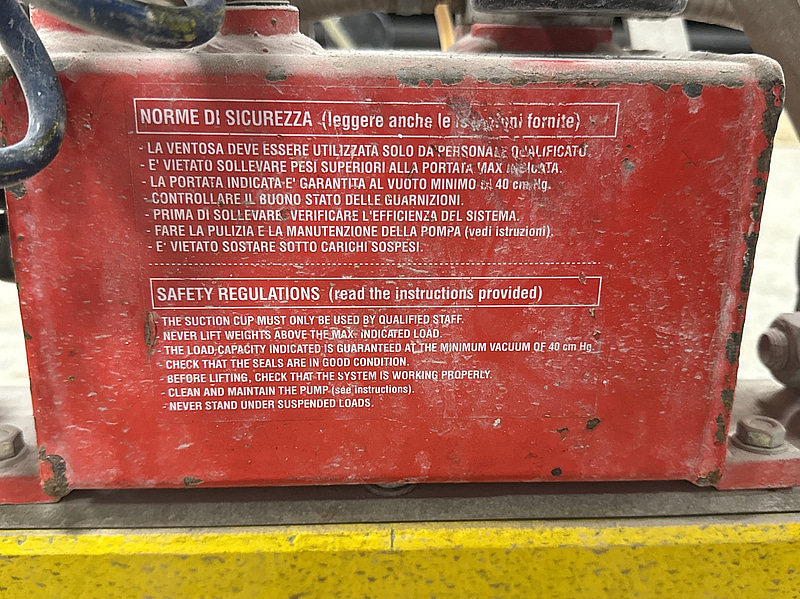 NORME DI SICUREZZA (leggere anche le istruzioni fornite)
- LA VENTOSA DEVE ESSERE UTILIZZATA SOLO DA PERSONALE QUALIFICATO.
- E' VIETATO SOLLEVARE PESI SUPERIORI ALLA PORTATA MAX INDICATA.
- LA PORTATA INDICATA E' GARANTITA AL VUOTO MINIMO DI 40 cm Hg.
- CONTROLLARE IL BUONO STATO DELLE GUARNIZIONI.
- PRIMA DI SOLLEVARE, VERIFICARE L'EFFICIENZA DEL SISTEMA.
- FARE LA PULIZIA E LA MANUTENZIONE DELLA POMPA (vedi istruzioni).
- E' VIETATO SOSTARE SOTTO CARICHI SOSPESI.
SAFETY REGULATIONS (read the instructions provided)
- THE SUCTION CUP MUST ONLY BE USED BY QUALIFIED STAFF.
- NEVER LIFT WEIGHTS ABOVE THE MAX. INDICATED LOAD.
- THE LOAD CAPACITY INDICATED IS GUARANTEED AT THE MINIMUM VACUUM OF 40 cm Hg.
- CHECK THAT THE SEALS ARE IN GOOD CONDITION.
- BEFORE LIFTING, CHECK THAT THE SYSTEM IS WORKING PROPERLY.
- CLEAN AND MAINTAIN THE PUMP (see instructions).
- NEVER STAND UNDER SUSPENDED LOADS.